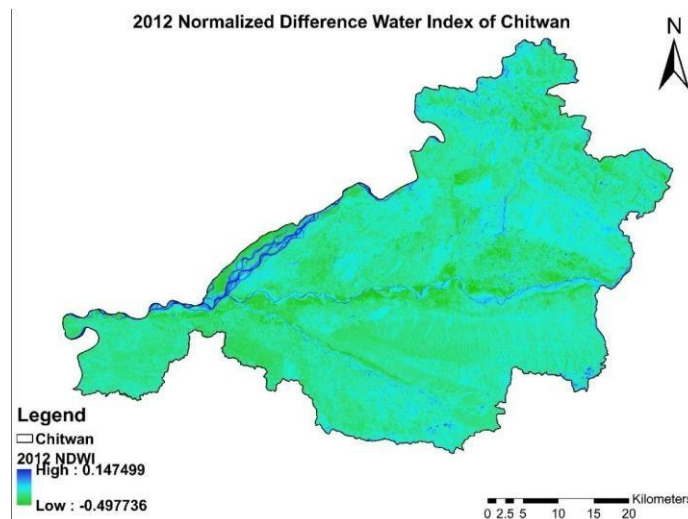 2012 Normalized Difference Water Index of Chitwan
N
Legend
Chitwan
2012 NDWI
High : 0.147499
Low : -0.497736
Kilometers
0 2.5 5 10 15 20